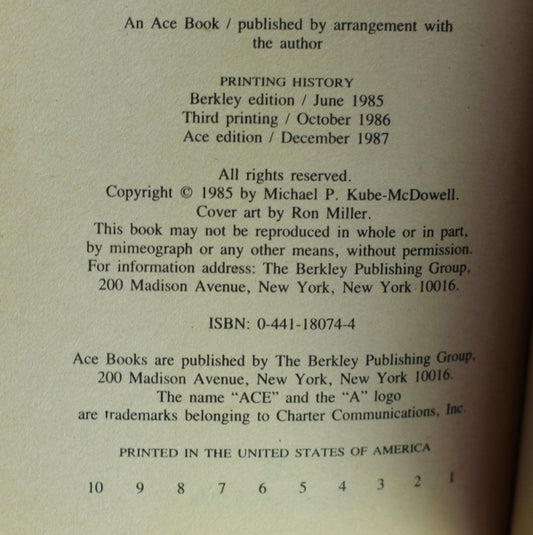 An Ace Book / published by arrangement with
the author
PRINTING HISTORY
Berkley edition / June 1985
Third printing / October 1986
Ace edition / December 1987
All rights reserved.
Copyright © 1985 by Michael P. Kube-McDowell.
Cover art by Ron Miller.
This book may not be reproduced in whole or in part,
by mimeograph or any other means, without permission.
For information address: The Berkley Publishing Group,
200 Madison Avenue, New York, New York 10016.
ISBN: 0-441-18074-4
Ace Books are published by The Berkley Publishing Group,
200 Madison Avenue, New York, New York 10016.
The name "ACE" and the "A" logo
are trademarks belonging to Charter Communications, Inc.
PRINTED IN THE UNITED STATES OF AMERICA
10 9 8 7 6 5 4 3 2 1